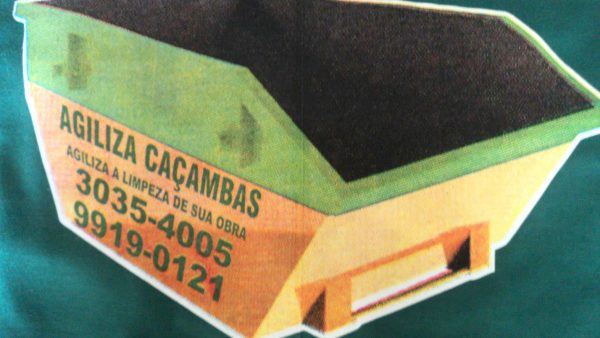 AGILIZA CAÇAMBAS
AGILIZA A LIMPEZA DE SUA OBRA
3035-4005
9919-0121